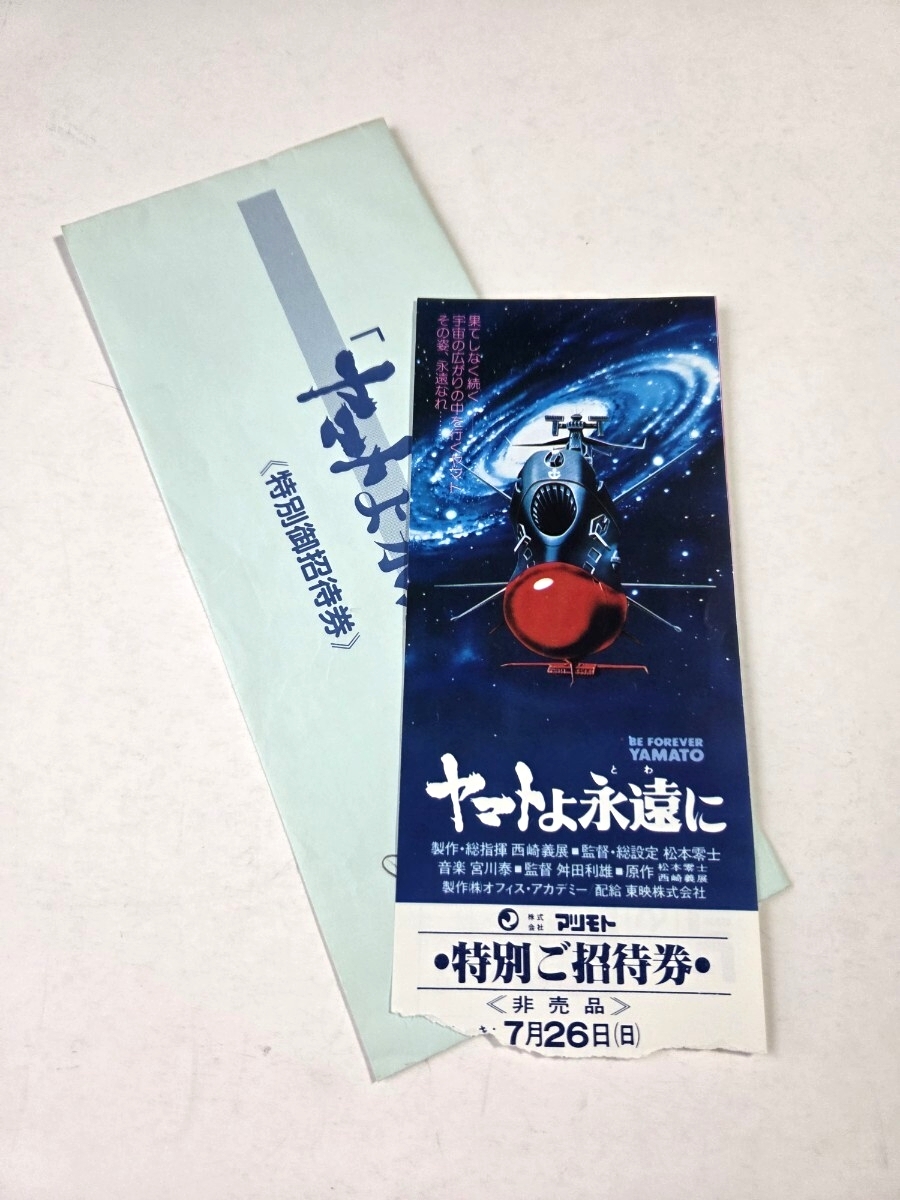 「ヤマトよ永
《特別御招待券》
果てしなく続く
宇宙の広がりの中を行くヤマト
その姿、永遠なれ……
BE FOREVER
YAMATO
とわ
ヤマトよ永遠に
製作・総指揮 西崎義展■監督・総設定 松本零士
音楽 宮川泰■監督 舛田利雄■原作 松本零士 西崎義展
製作㈱オフィス・アカデミー/配給 東映株式会社
株式会社 マツモト
•特別ご招待券•
《非売品》
7月26日(日)